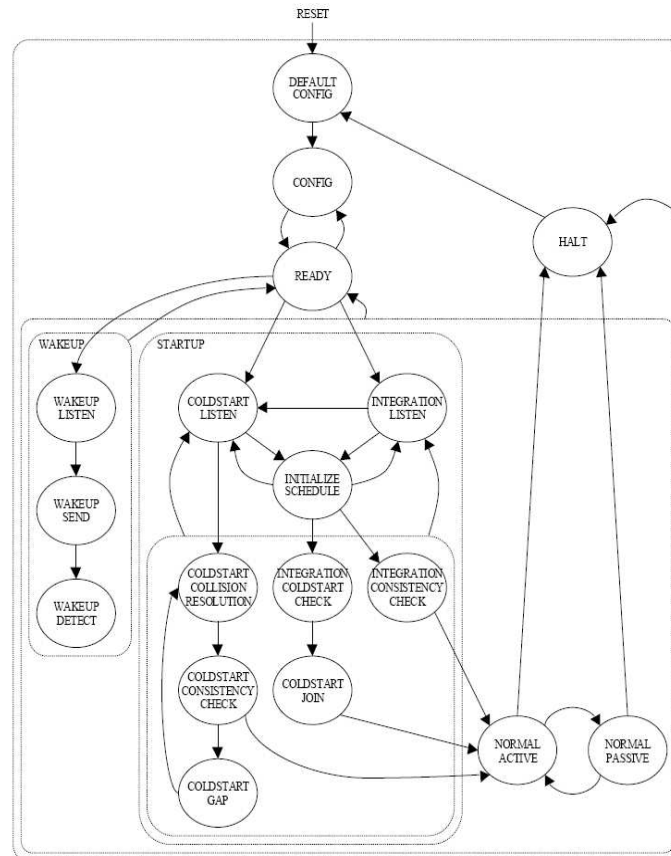 RESET
DEFAULT
CONFIG
CONFIG
READY
HALT
WAKEUP
STARTUP
WAKEUP
LISTEN
COLDSTART
LISTEN
INTEGRATION
LISTEN
INITIALIZE
SCHEDULE
WAKEUP
SEND
WAKEUP
DETECT
COLDSTART
COLLISION
RESOLUTION
INTEGRATION
COLDSTART
CHECK
INTEGRATION
CONSISTENCY
CHECK
COLDSTART
CONSISTENCY
CHECK
COLDSTART
JOIN
COLDSTART
GAP
NORMAL
ACTIVE
NORMAL
PASSIVE